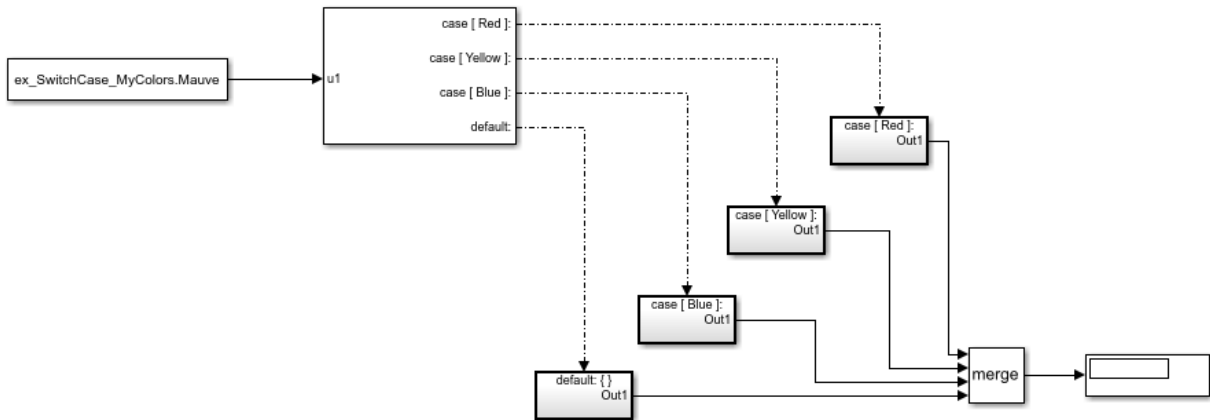 case [ Red ]:
case [ Yellow ]:
ex_SwitchCase_MyColors.Mauve
u1
case [ Blue ]:
default:
case [ Red ]:
Out1
case [ Yellow ]:
Out1
case [ Blue ]:
Out1
default: { }
Out1
merge